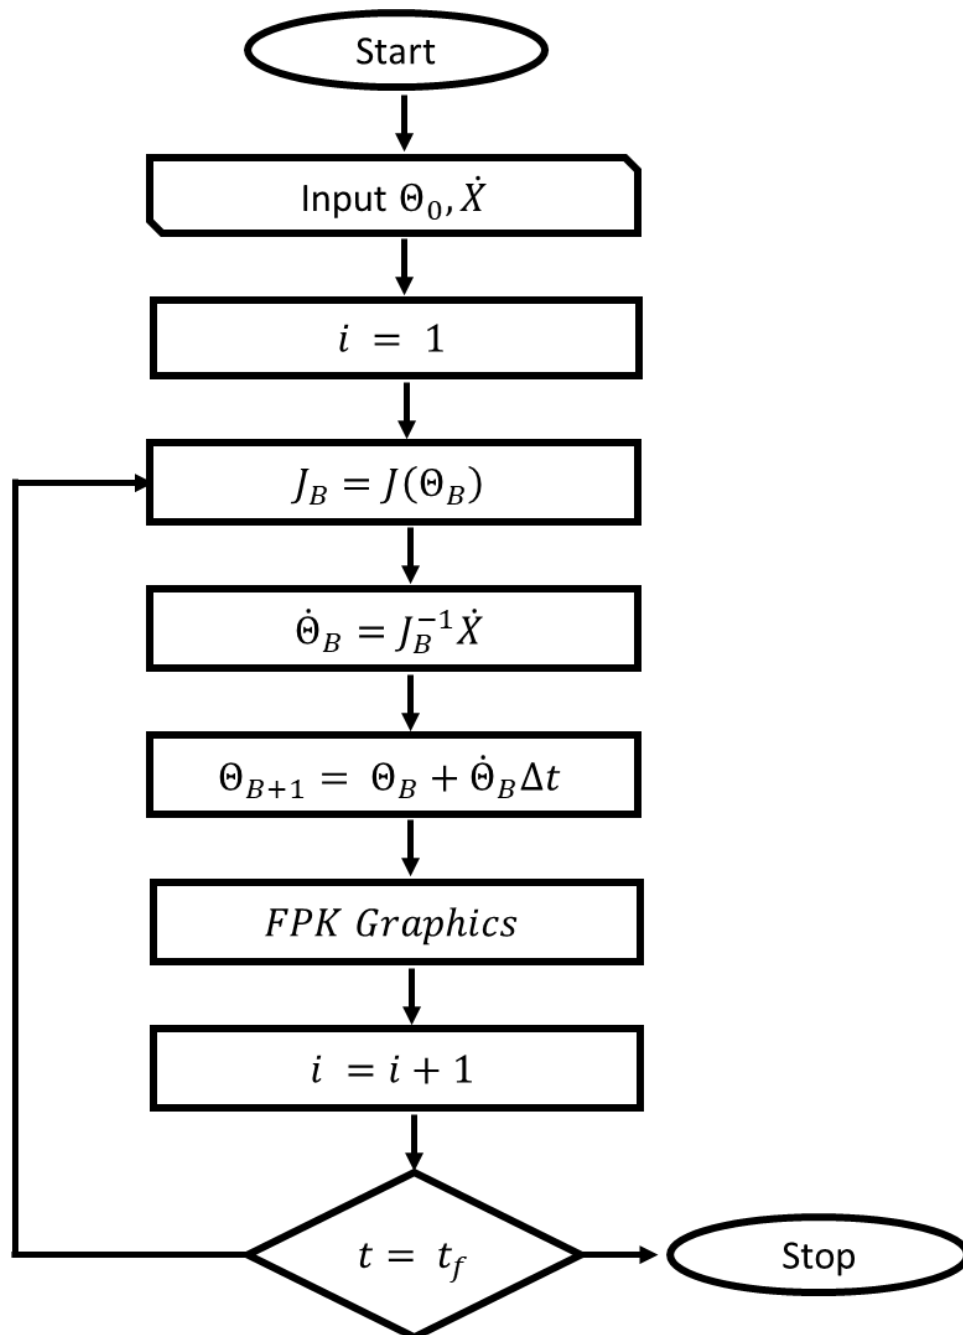 Start
Input Θ₀, Ẋ
i = 1
J_B = J(Θ_B)
Θ̇_B = J_B⁻¹Ẋ
Θ_{B+1} = Θ_B + Θ̇_BΔt
FPK Graphics
i = i + 1
t = t_f
Stop